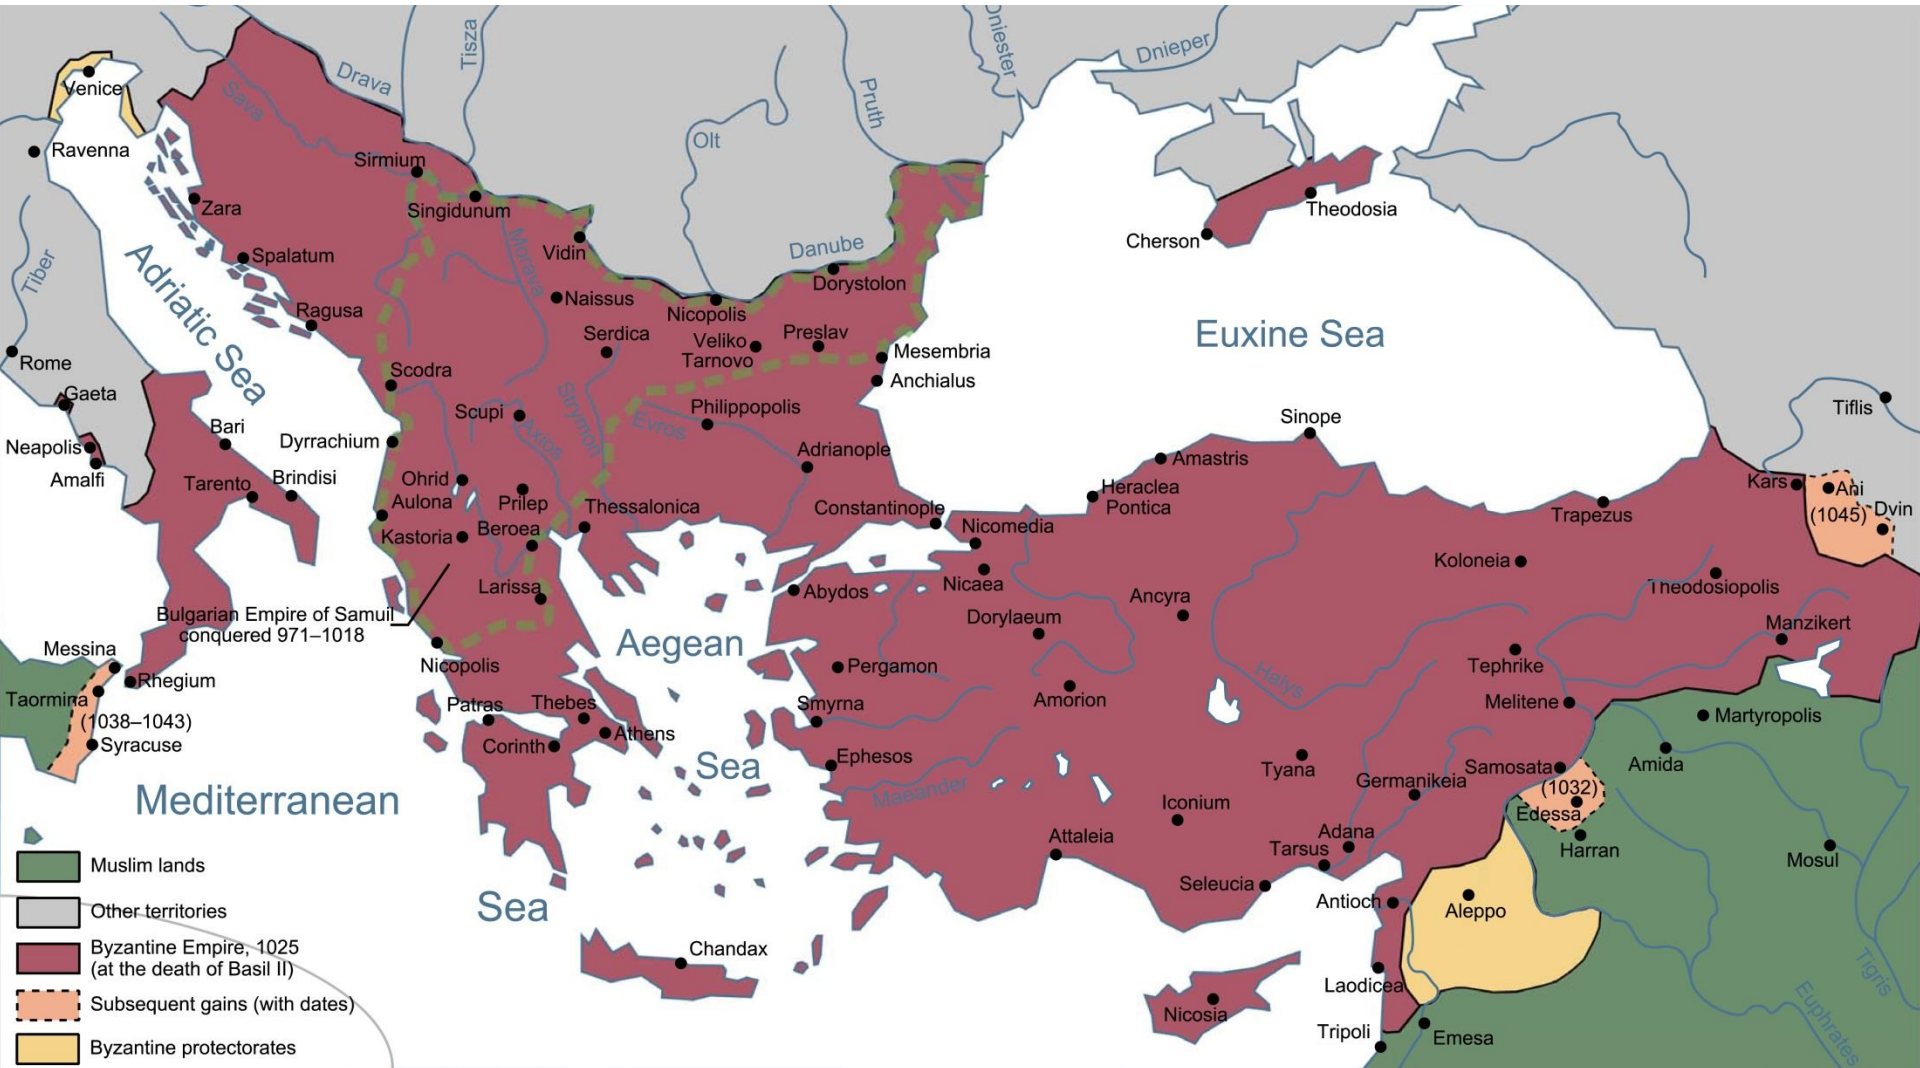 Venice
Ravenna
Tiber
Rome
Gaeta
Neapolis
Amalfi
Bari
Tarento
Brindisi
Adriatic Sea
Sava
Drava
Tisza
Olt
Pruth
Dniester
Dnieper
Danube
Sirmium
Singidunum
Zara
Spalatum
Ragusa
Morava
Vidin
Naissus
Nicopolis
Dorystolon
Serdica
Veliko
Tarnovo
Preslav
Mesembria
Anchialus
Scodra
Scupi
Axios
Strymon
Evros
Philippopolis
Adrianople
Dyrrachium
Ohrid
Aulona
Prilep
Thessalonica
Constantinople
Kastoria
Beroea
Larissa
Bulgarian Empire of Samuil
conquered 971–1018
Nicopolis
Patras
Thebes
Corinth
Athens
Aegean
Sea
Messina
Rhegium
Taormina
(1038–1043)
Syracuse
Mediterranean
Sea
Chandax
Euxine Sea
Cherson
Theodosia
Sinope
Amastris
Heraclea
Pontica
Nicomedia
Nicaea
Abydos
Dorylaeum
Ancyra
Pergamon
Amorion
Smyrna
Ephesos
Maeander
Halys
Tyana
Iconium
Attaleia
Seleucia
Tarsus
Adana
Germanikeia
Samosata
Melitene
Tephrike
Koloneia
Trapezus
Theodosiopolis
Manzikert
Tiflis
Kars
Ani
(1045)
Dvin
Martyropolis
Amida
(1032)
Edessa
Harran
Mosul
Antioch
Aleppo
Laodicea
Tripoli
Emesa
Nicosia
Tigris
Euphrates
Muslim lands
Other territories
Byzantine Empire, 1025
(at the death of Basil II)
Subsequent gains (with dates)
Byzantine protectorates